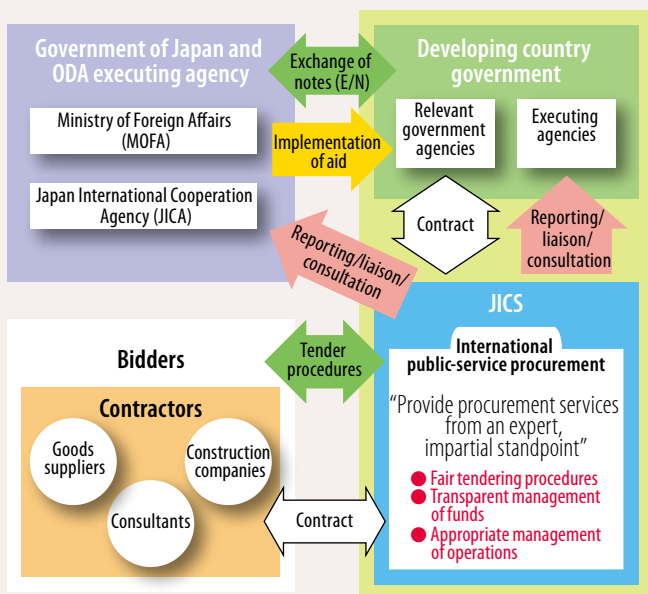 Government of Japan and
ODA executing agency
Ministry of Foreign Affairs
(MOFA)
Japan International Cooperation
Agency (JICA)
Exchange of
notes (E/N)
Implementation
of aid
Developing country
government
Relevant
government
agencies
Executing
agencies
Contract
Reporting/
liaison/
consultation
Reporting/liaison/
consultation
Bidders
Contractors
Goods
suppliers
Construction
companies
Consultants
Tender
procedures
Contract
JICS
International
public-service procurement
“Provide procurement services
from an expert,
impartial standpoint”
● Fair tendering procedures
● Transparent management
of funds
● Appropriate management
of operations